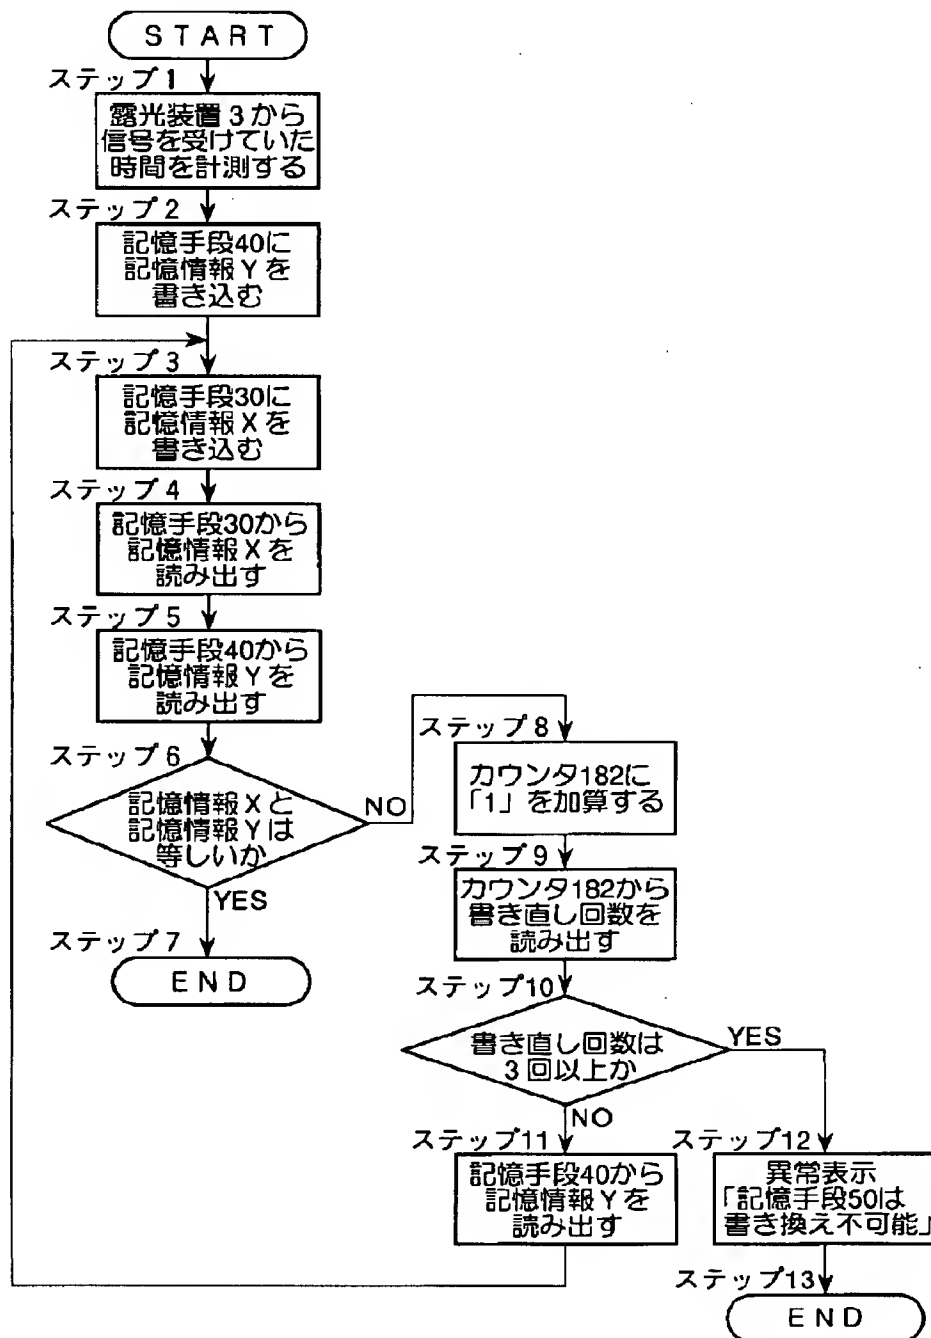 START
ステップ1
露光装置3から
信号を受けていた
時間を計測する
ステップ2
記憶手段40に
記憶情報Yを
書き込む
ステップ3
記憶手段30に
記憶情報Xを
書き込む
ステップ4
記憶手段30から
記憶情報Xを
読み出す
ステップ5
記憶手段40から
記憶情報Yを
読み出す
ステップ6
記憶情報Xと
記憶情報Yは
等しいか
NO
YES
ステップ7
END
ステップ8
カウンタ182に
「1」を加算する
ステップ9
カウンタ182から
書き直し回数を
読み出す
ステップ10
書き直し回数は
3回以上か
YES
NO
ステップ11
記憶手段40から
記憶情報Yを
読み出す
ステップ12
異常表示
「記憶手段50は
書き換え不可能」
ステップ13
END